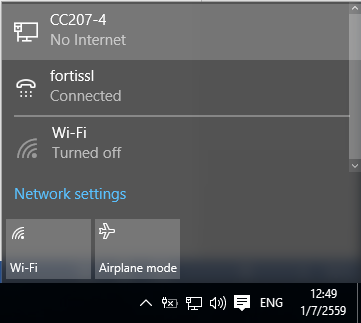 CC207-4
No Internet
fortissl
Connected
Wi-Fi
Turned off
Network settings
Wi-Fi
Airplane mode
ENG
12:49
1/7/2559